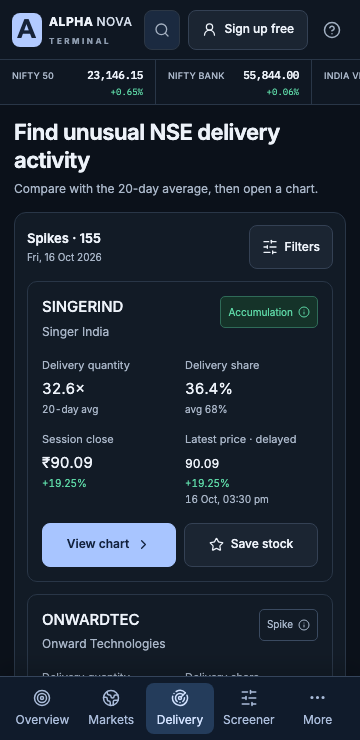 A ALPHA NOVA
TERMINAL
Sign up free
NIFTY 50 23,146.15
+0.65%
NIFTY BANK 55,844.00
+0.06%
INDIA
Find unusual NSE delivery
activity
Compare with the 20-day average, then open a chart.
Spikes · 155
Fri, 16 Oct 2026
Filters
SINGERIND
Singer India
Accumulation
Delivery quantity
32.6×
20-day avg
Delivery share
36.4%
avg 68%
Session close
₹90.09
+19.25%
Latest price · delayed
90.09
+19.25%
16 Oct, 03:30 pm
View chart
Save stock
ONWARDTEC
Onward Technologies
Spike
Delivery quantity
Delivery share
Overview
Markets
Delivery
Screener
More